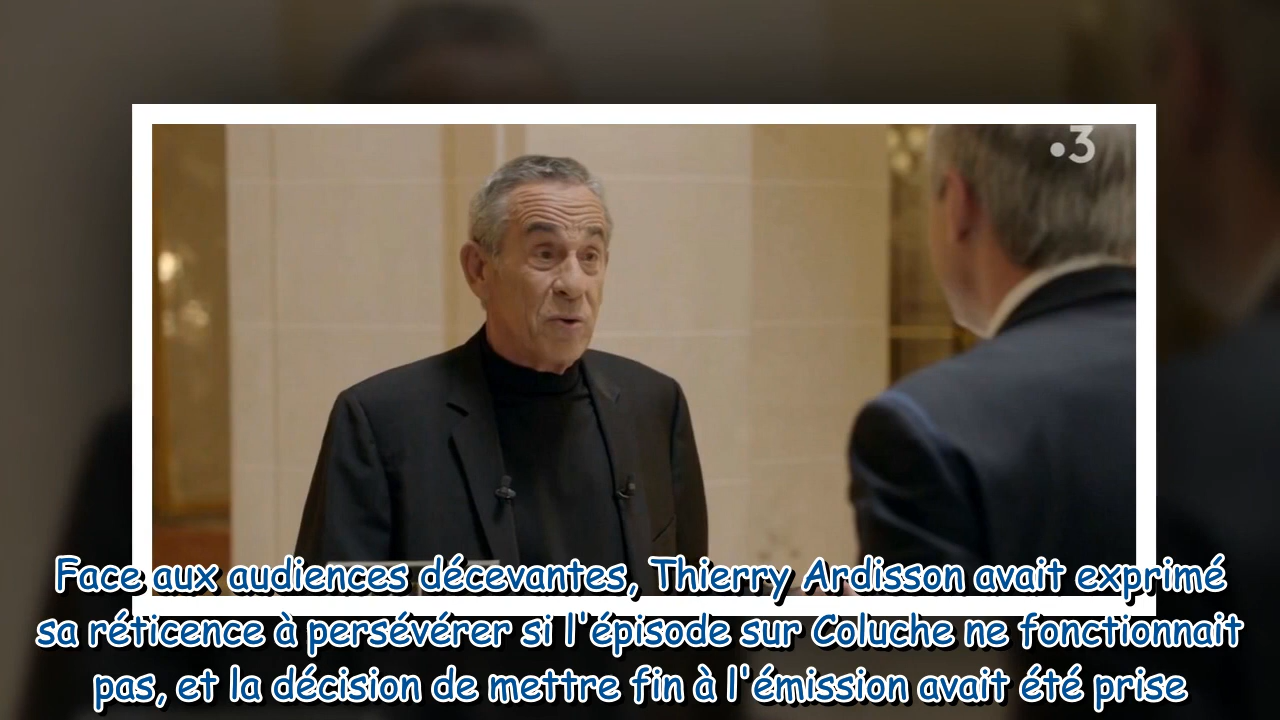 •3
Face aux audiences décevantes, Thierry Ardisson avait exprimé
sa réticence à persévérer si l'épisode sur Coluche ne fonctionnait
pas, et la décision de mettre fin à l'émission avait été prise